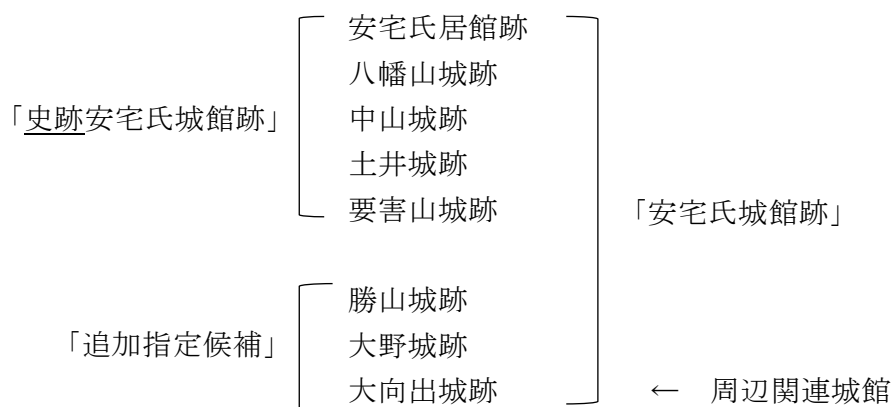 安宅氏居館跡
八幡山城跡
「史跡安宅氏城館跡」 中山城跡
土井城跡
要害山城跡 「安宅氏城館跡」
勝山城跡
「追加指定候補」 大野城跡
大向出城跡 ← 周辺関連城館